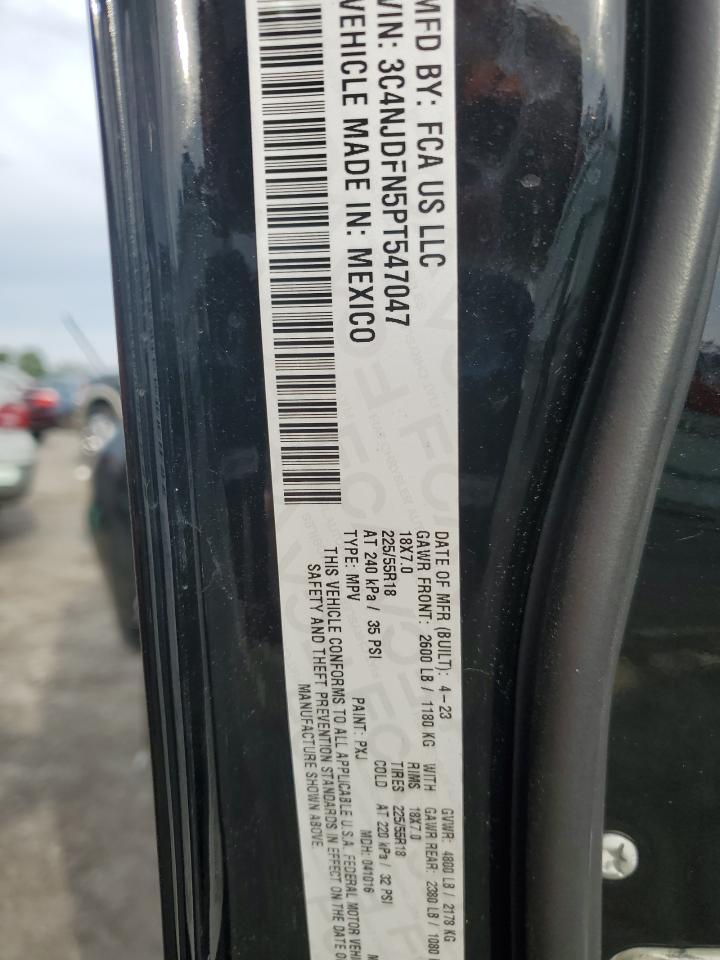 MFD BY: FCA US LLC
VIN: 3C4NJDFN5PT547047
VEHICLE MADE IN: MEXICO
DATE OF MFR (BUILT): 4-23 GVWR: 4800 LB / 2178 KG
GAWR FRONT: 2600 LB / 1180 KG WITH GAWR REAR: 2380 LB / 1080
18X7.0 RIMS 18X7.0
225/55R18 TIRES 225/55R18
AT 240 kPa / 35 PSI COLD AT 220 kPa / 32 PSI
TYPE: MPV PAINT: PXJ MDH: 041016
THIS VEHICLE CONFORMS TO ALL APPLICABLE U.S.A. FEDERAL MOTOR VEHICLE
SAFETY AND THEFT PREVENTION STANDARDS IN EFFECT ON THE DATE O
MANUFACTURE SHOWN ABOVE.